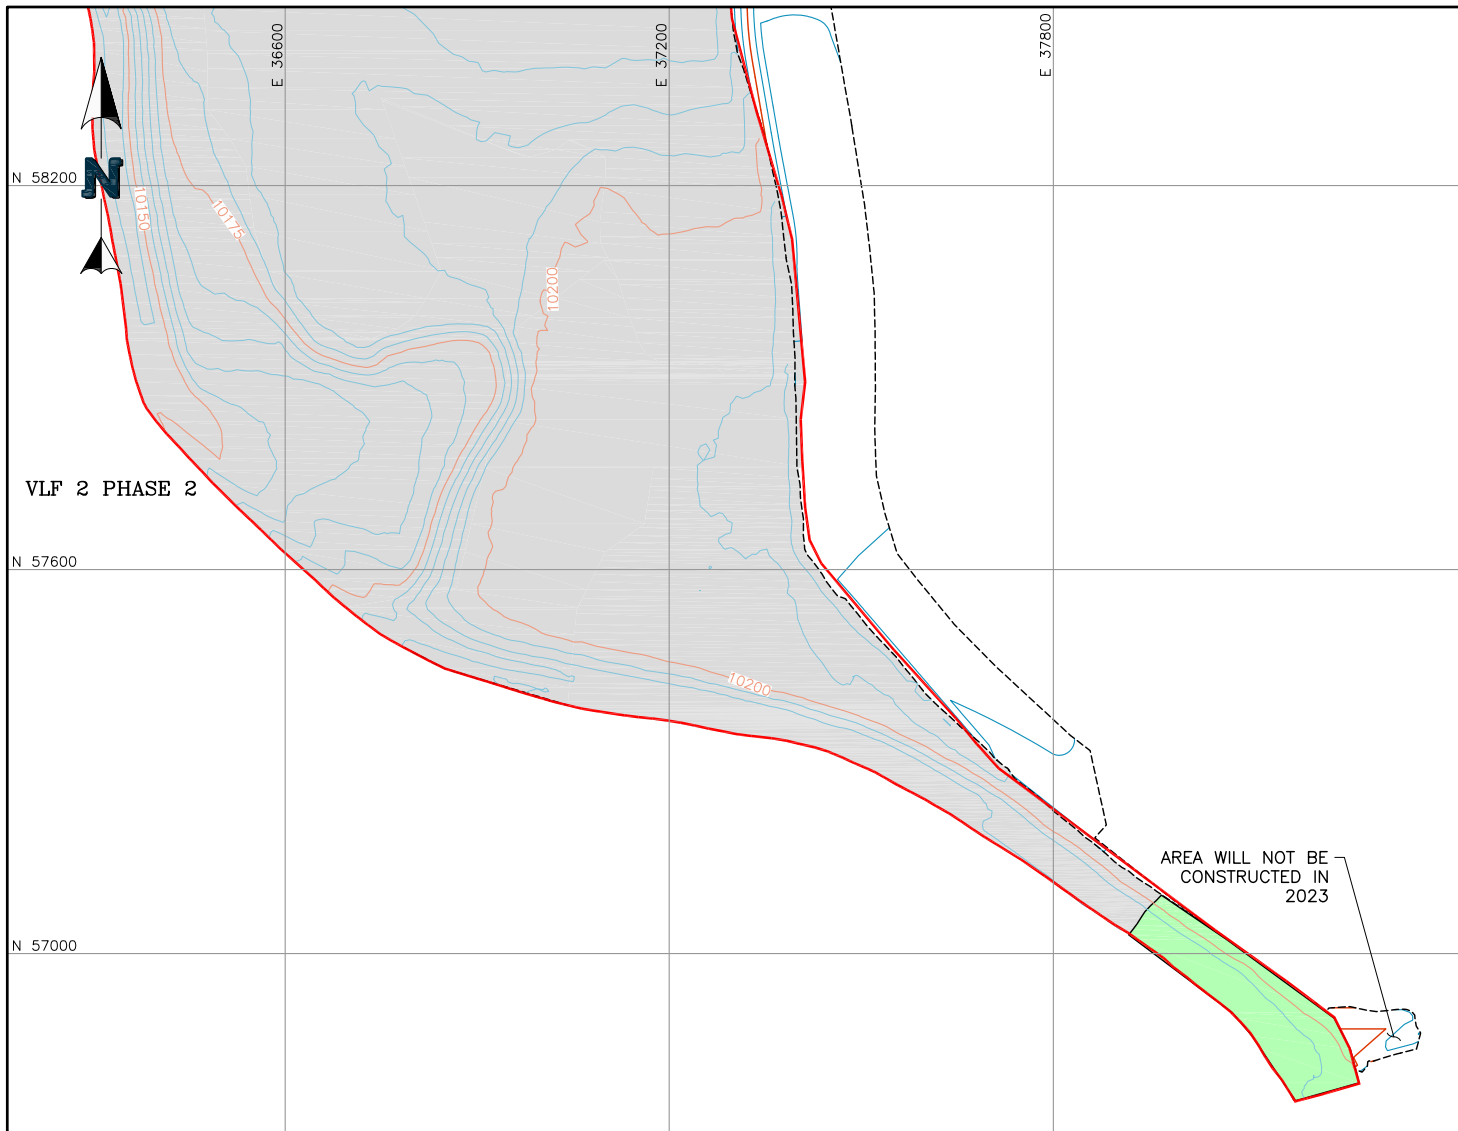 E 36600
E 37200
E 37800
N
N 58200
10150
10175
10200
VLF 2 PHASE 2
N 57600
10200
AREA WILL NOT BE
CONSTRUCTED IN
2023
N 57000